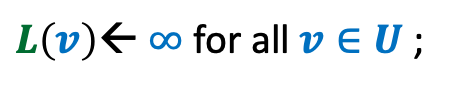 L(v)← ∞ for all v ∈ U ;